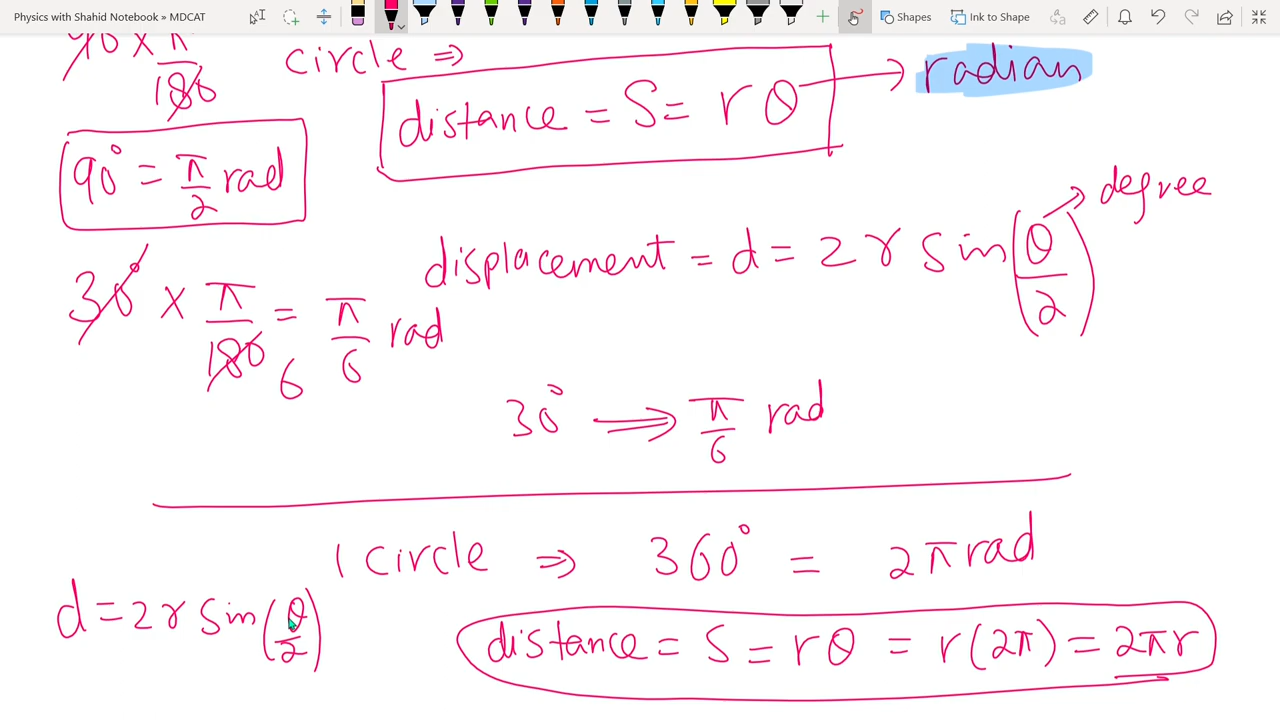 Physics with Shahid Notebook » MDCAT
Shapes
Ink to Shape
90 × π/180
circle ⇒
distance = S = rθ → radian
90° = π/2 rad
displacement = d = 2r sin(θ/2) → degree
30° × π/180 = π/6 rad
6
30° ⟹ π/6 rad
1 circle ⇒ 360° = 2π rad
d = 2r sin(θ/2)
distance = S = rθ = r(2π) = 2πr